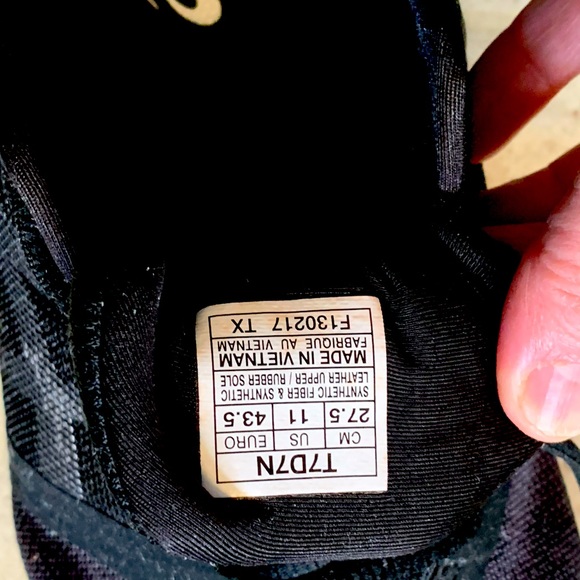 T7D7N
CM US EURO
27.5 11 43.5
SYNTHETIC FIBER & SYNTHETIC
LEATHER UPPER / RUBBER SOLE
MADE IN VIETNAM
FABRIQUE AU VIETNAM
F130217 TX